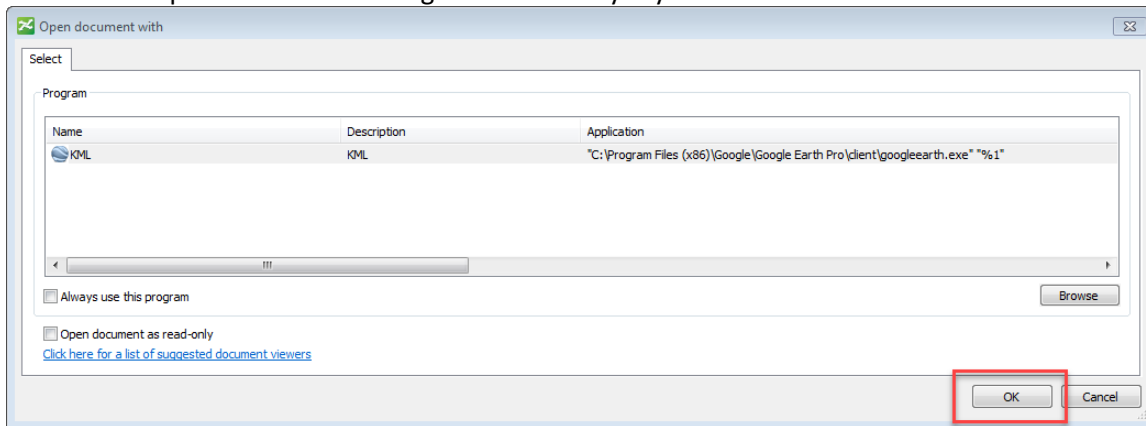 Open document with
Select
Program
Name Description Application
KML KML "C:\Program Files (x86)\Google\Google Earth Pro\client\googleearth.exe" "%1"
Always use this program Browse
Open document as read-only
Click here for a list of suggested document viewers
OK Cancel